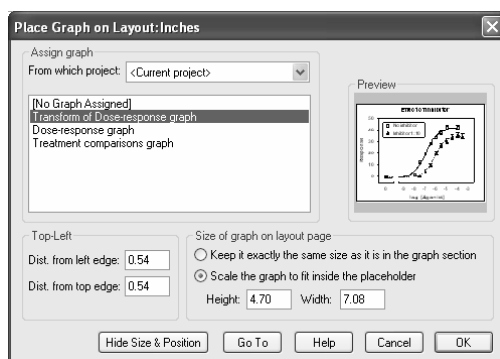 Place Graph on Layout:Inches
Assign graph
From which project: <Current project>
[No Graph Assigned]
Transform of Dose-response graph
Dose-response graph
Treatment comparisons graph
Preview
No inhibitor
Top-Left
Dist. from left edge: 0.54
Dist. from top edge: 0.54
Size of graph on layout page
Keep it exactly the same size as it is in the graph section
Scale the graph to fit inside the placeholder
Height: 4.70 Width: 7.08
Hide Size & Position
Go To
Help
Cancel
OK